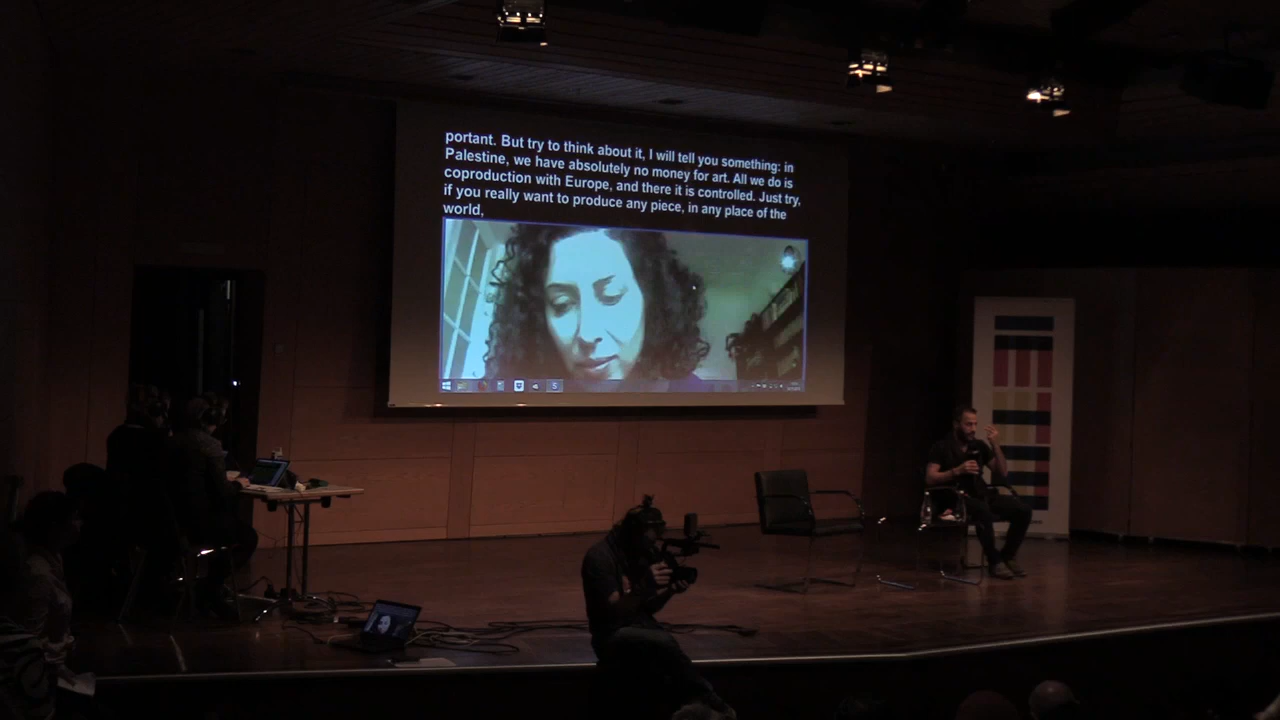 portant. But try to think about it, I will tell you something: in
Palestine, we have absolutely no money for art. All we do is
coproduction with Europe, and there it is controlled. Just try,
if you really want to produce any piece, in any place of the
world,